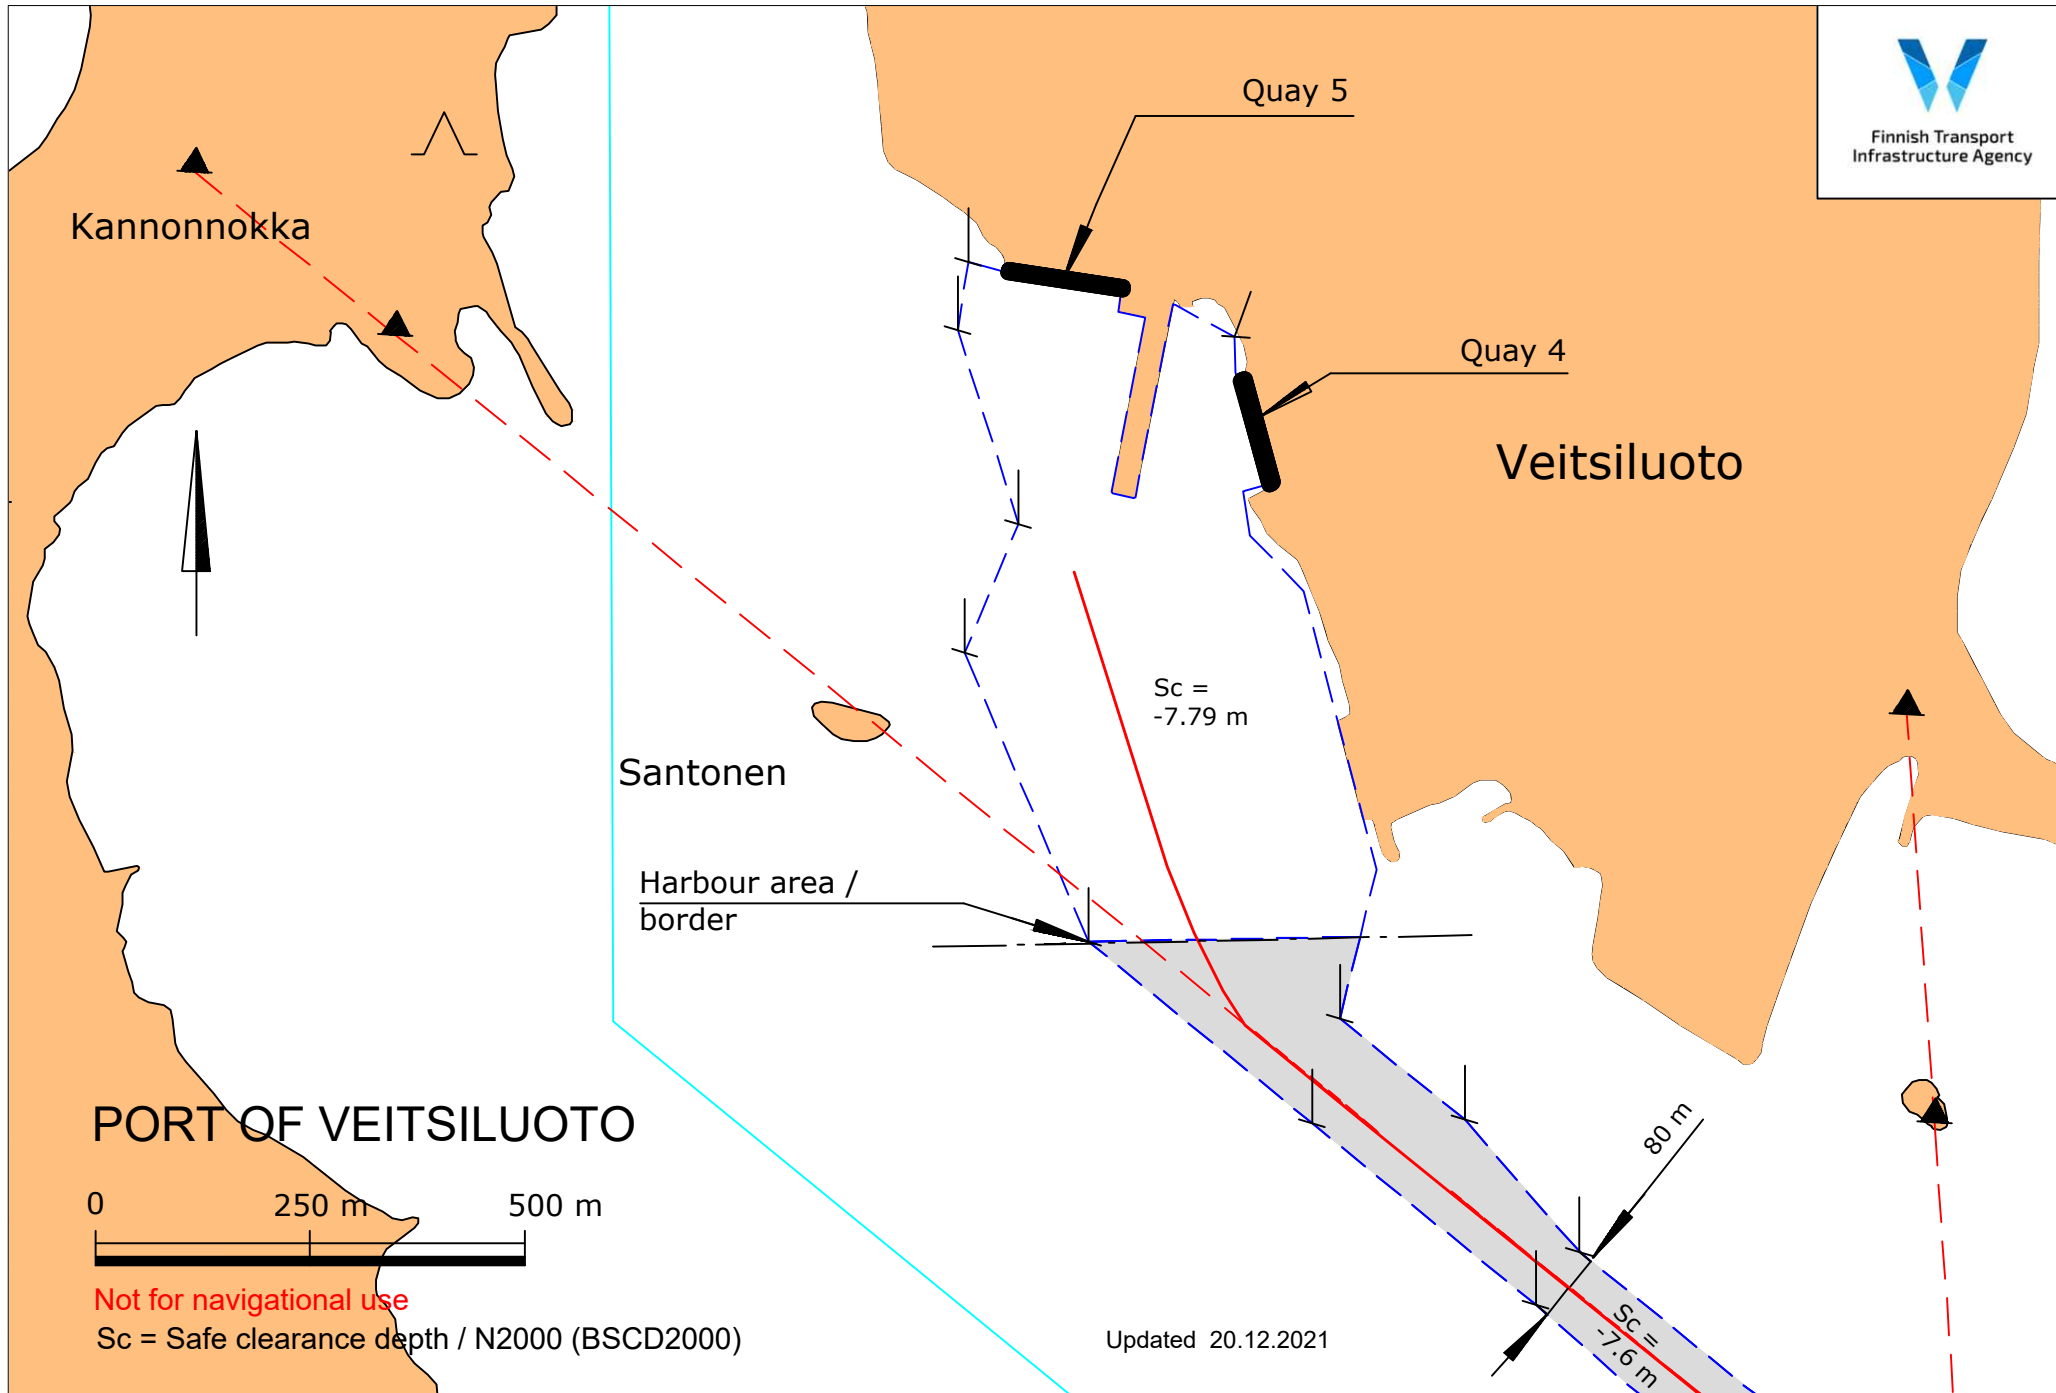 Quay 5
Finnish Transport
Infrastructure Agency
Kannonnokka
Quay 4
Veitsiluoto
Sc =
-7.79 m
Santonen
Harbour area /
border
PORT OF VEITSILUOTO
80 m
0 250 m 500 m
Not for navigational use
Sc = Safe clearance depth / N2000 (BSCD2000)
Updated 20.12.2021
Sc =
-7.6 m